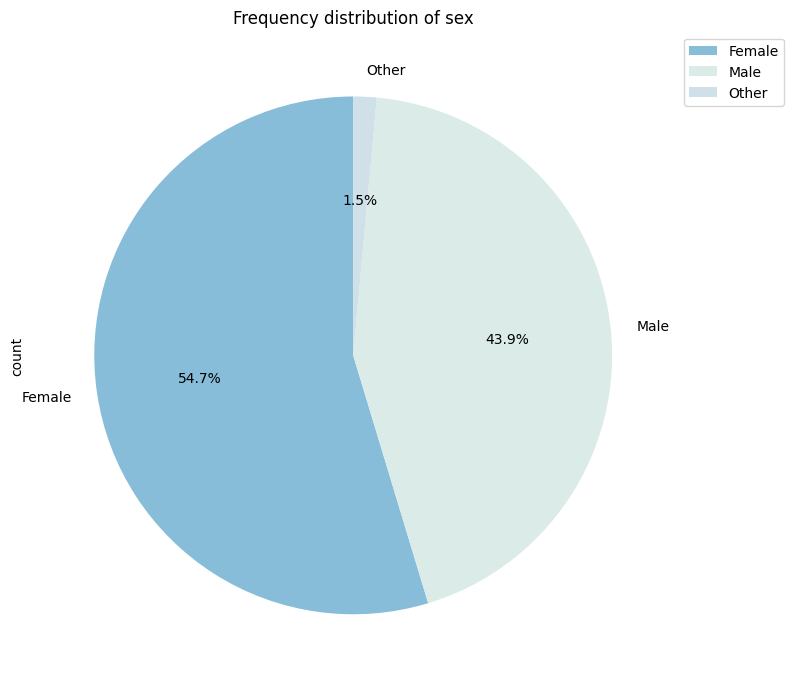 Frequency distribution of sex
Female
Male
Other
Other
1.5%
Male
43.9%
count
54.7%
Female